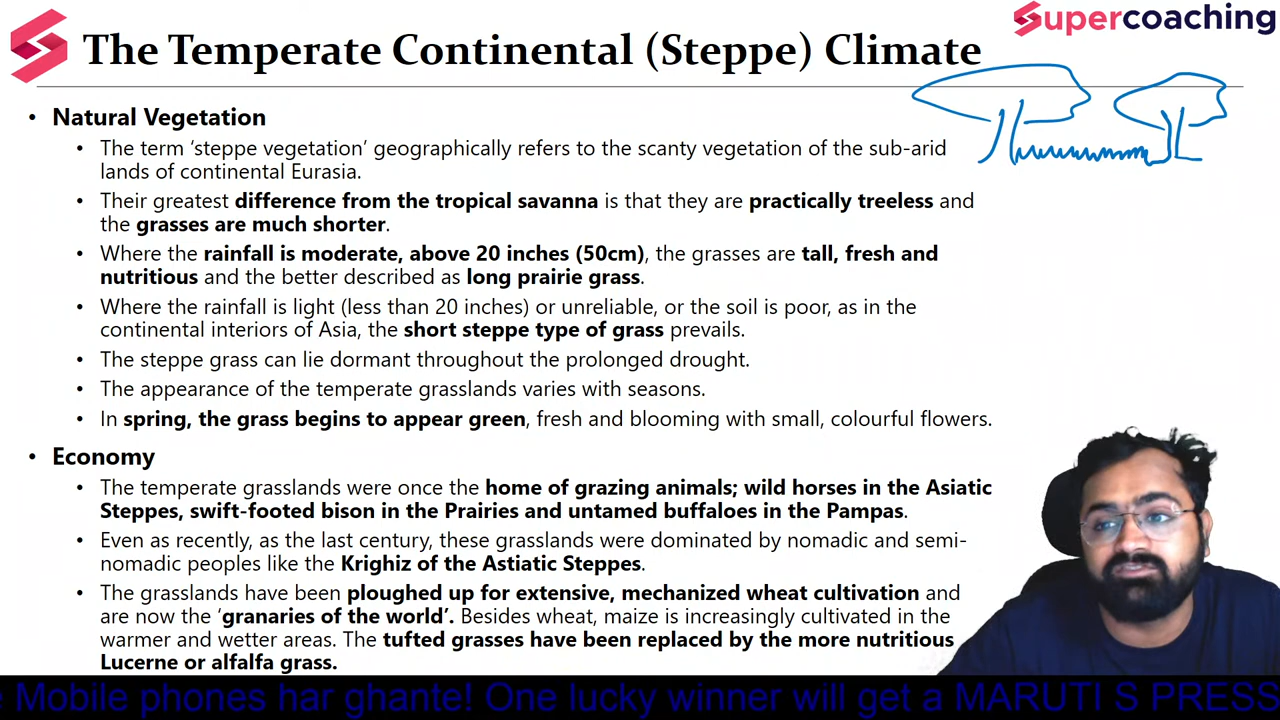 Supercoaching
The Temperate Continental (Steppe) Climate
• Natural Vegetation
• The term ‘steppe vegetation’ geographically refers to the scanty vegetation of the sub-arid
lands of continental Eurasia.
• Their greatest difference from the tropical savanna is that they are practically treeless and
the grasses are much shorter.
• Where the rainfall is moderate, above 20 inches (50cm), the grasses are tall, fresh and
nutritious and the better described as long prairie grass.
• Where the rainfall is light (less than 20 inches) or unreliable, or the soil is poor, as in the
continental interiors of Asia, the short steppe type of grass prevails.
• The steppe grass can lie dormant throughout the prolonged drought.
• The appearance of the temperate grasslands varies with seasons.
• In spring, the grass begins to appear green, fresh and blooming with small, colourful flowers.
• Economy
• The temperate grasslands were once the home of grazing animals; wild horses in the Asiatic
Steppes, swift-footed bison in the Prairies and untamed buffaloes in the Pampas.
• Even as recently, as the last century, these grasslands were dominated by nomadic and semi-
nomadic peoples like the Krighiz of the Astiatic Steppes.
• The grasslands have been ploughed up for extensive, mechanized wheat cultivation and
are now the ‘granaries of the world’. Besides wheat, maize is increasingly cultivated in the
warmer and wetter areas. The tufted grasses have been replaced by the more nutritious
Lucerne or alfalfa grass.
e Mobile phones har ghante! One lucky winner will get a MARUTI S PRESS